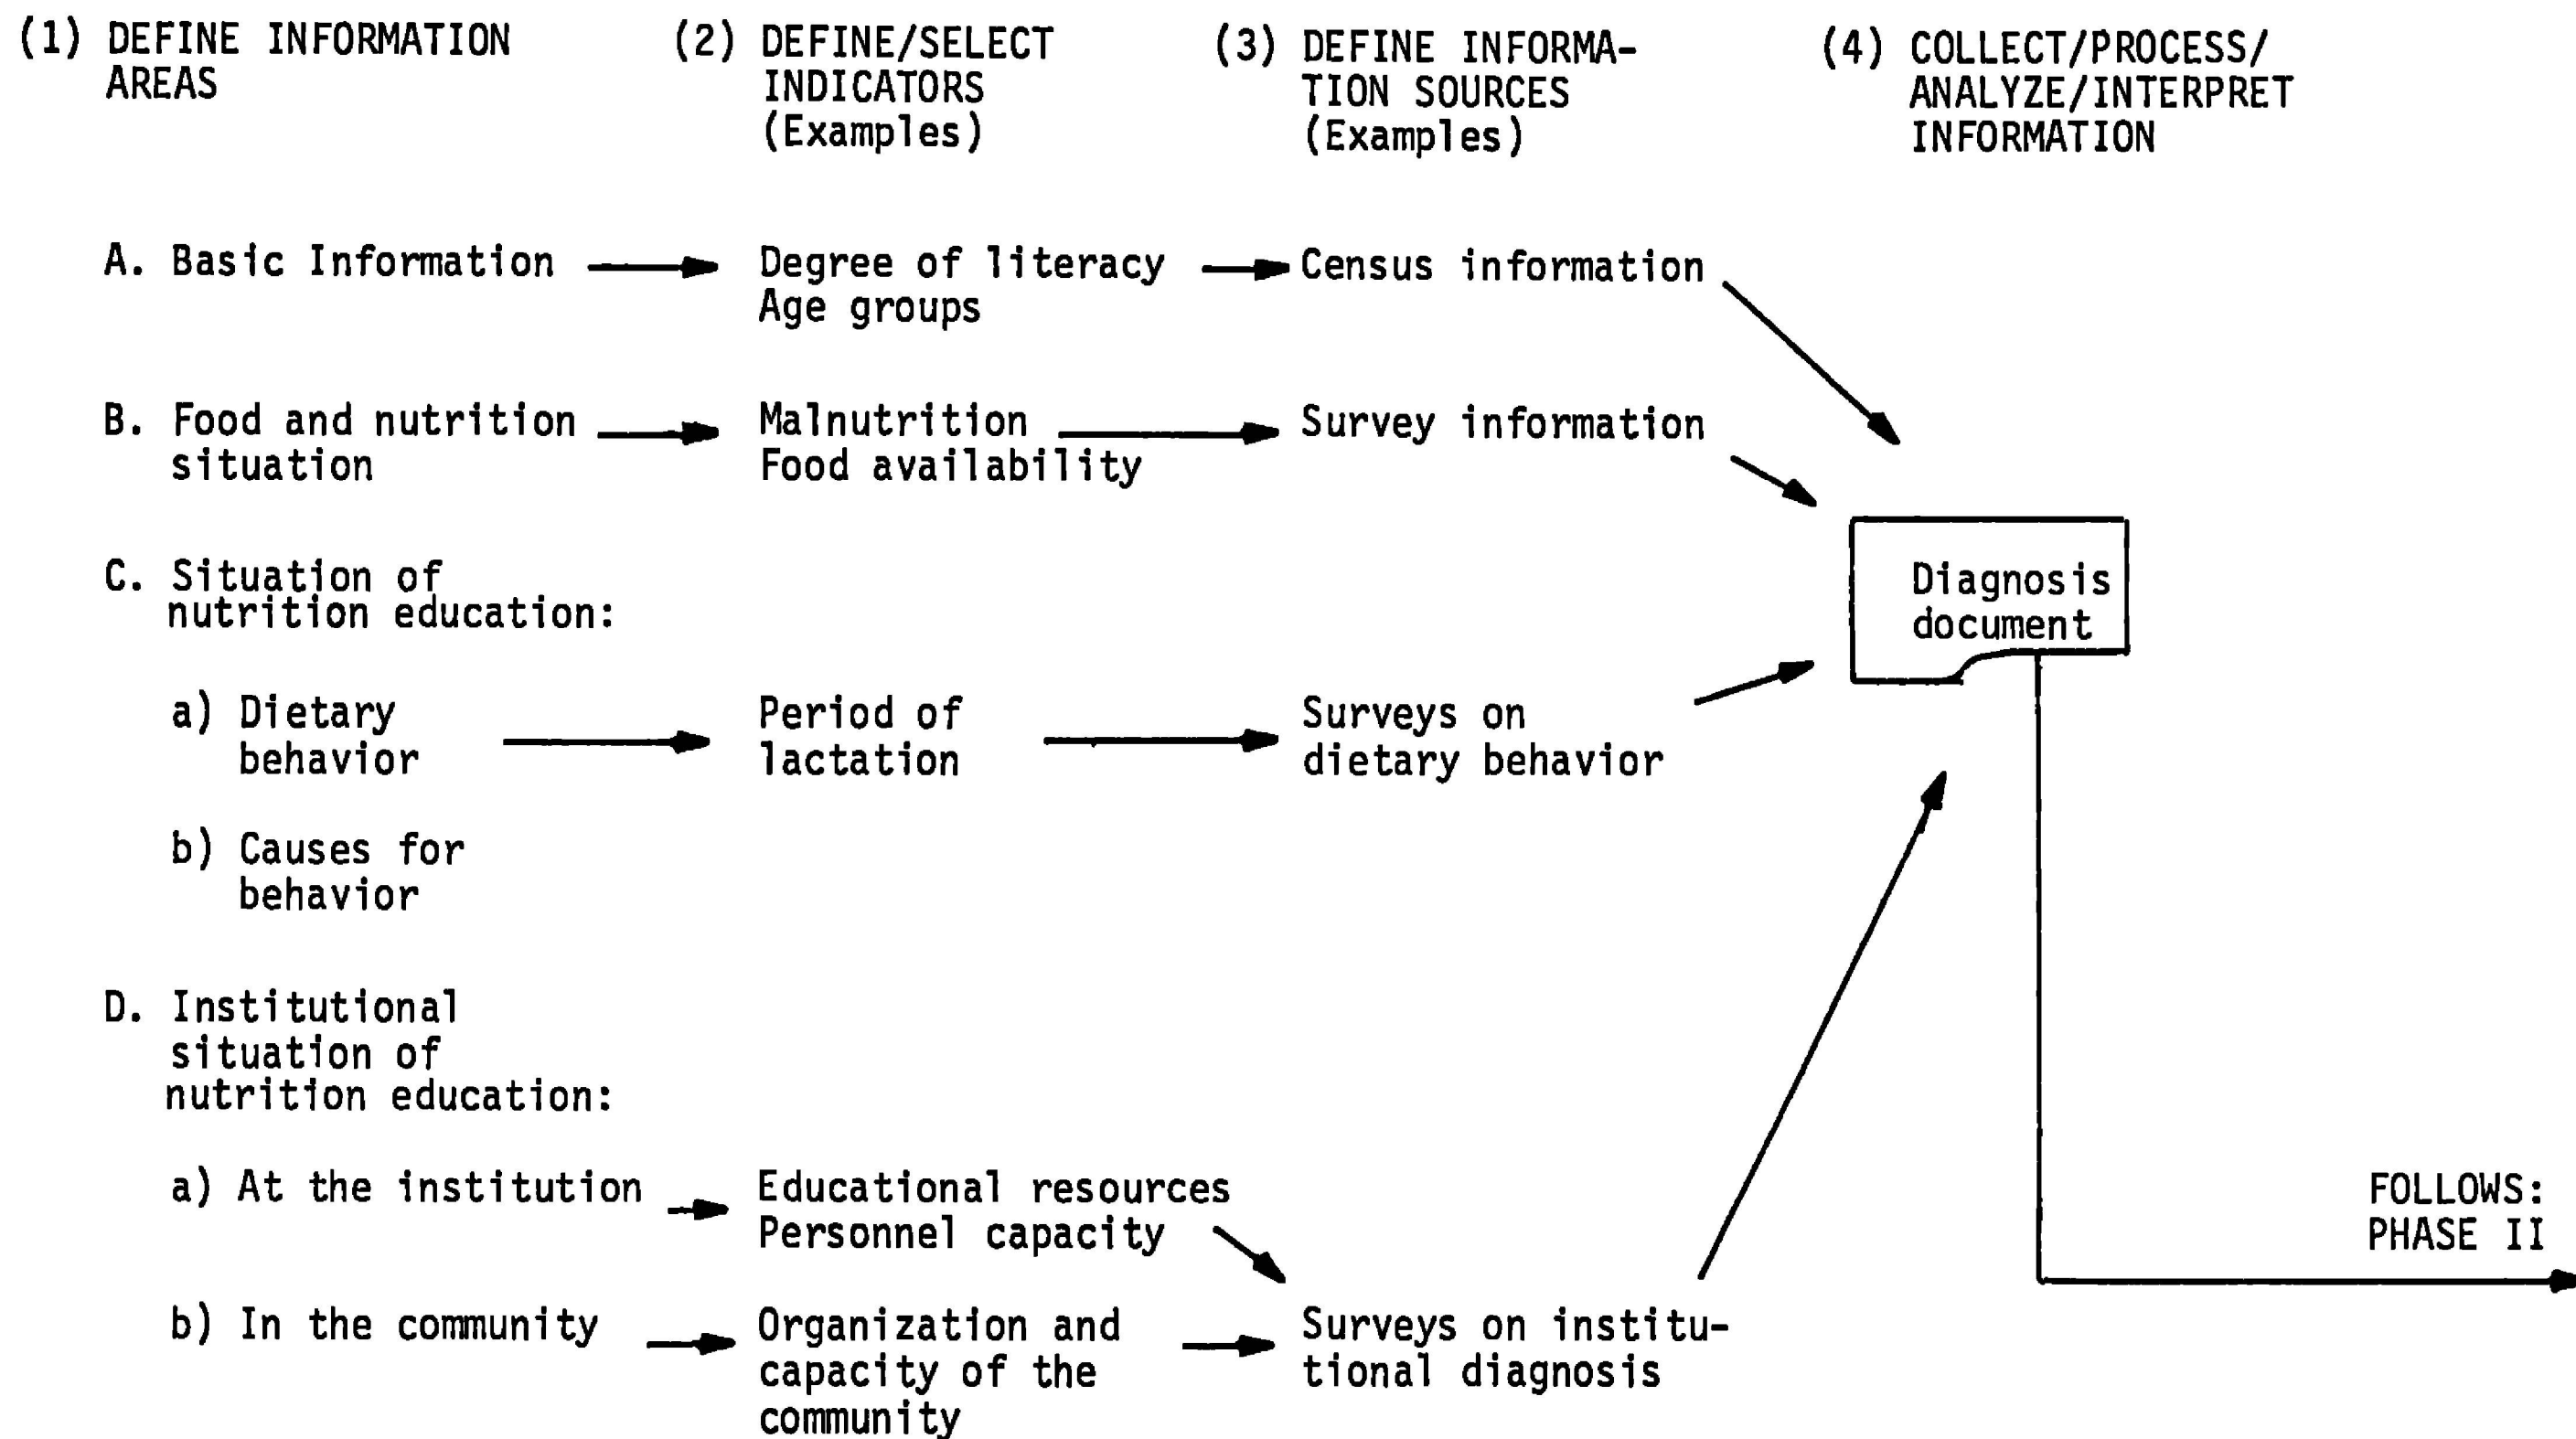 (1) DEFINE INFORMATION
AREAS
(2) DEFINE/SELECT
INDICATORS
(Examples)
(3) DEFINE INFORMA-
TION SOURCES
(Examples)
(4) COLLECT/PROCESS/
ANALYZE/INTERPRET
INFORMATION
A. Basic Information
Degree of literacy
Age groups
Census information
B. Food and nutrition
situation
Malnutrition
Food availability
Survey information
Diagnosis
document
C. Situation of
nutrition education:
a) Dietary
behavior
Period of
lactation
Surveys on
dietary behavior
b) Causes for
behavior
D. Institutional
situation of
nutrition education:
a) At the institution
Educational resources
Personnel capacity
FOLLOWS:
PHASE II
b) In the community
Organization and
capacity of the
community
Surveys on institu-
tional diagnosis